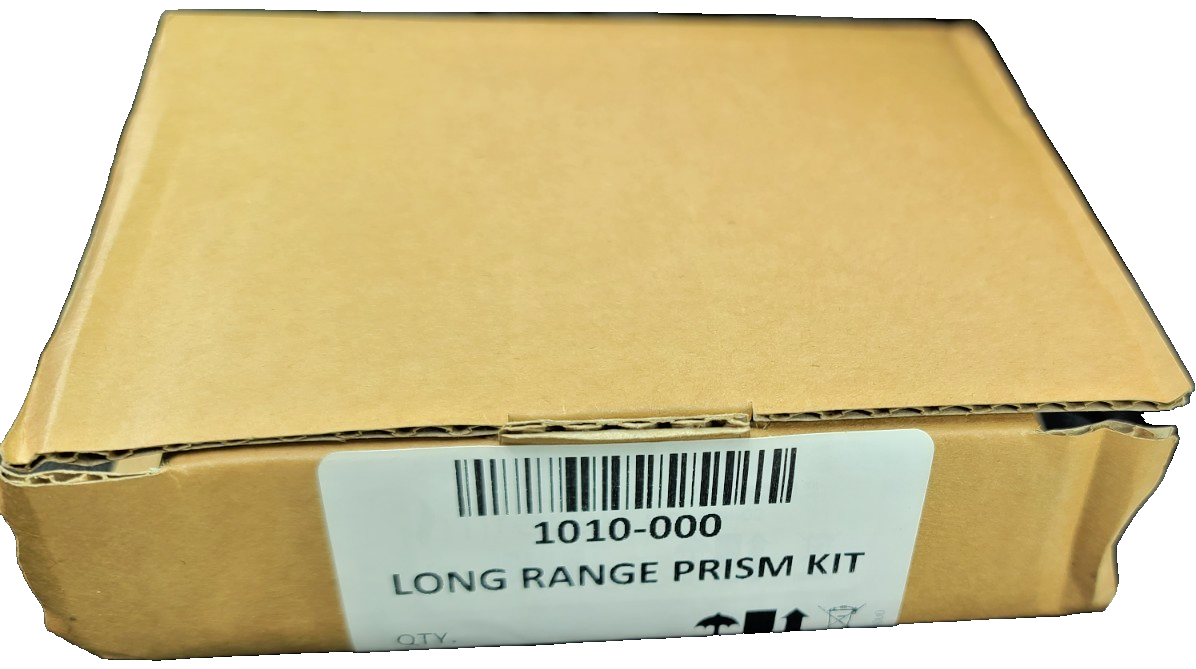 1010-000
LONG RANGE PRISM KIT
QTY.